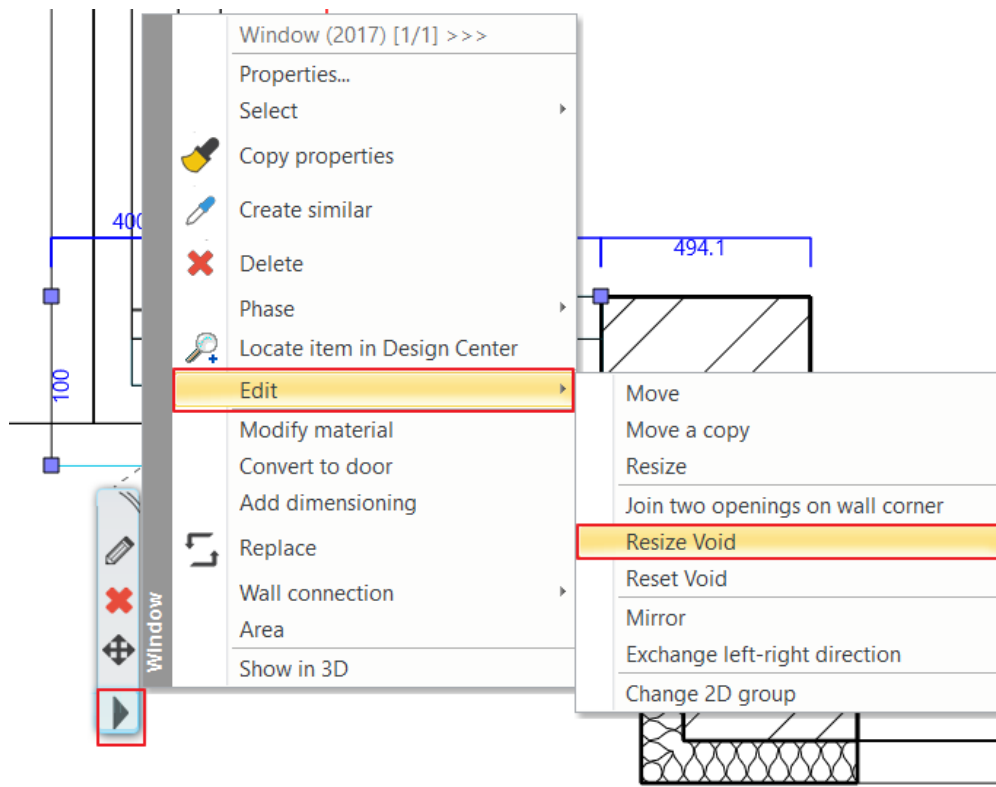 Window (2017) [1/1] >>>
Properties...
Select
Copy properties
Create similar
Delete
Phase
Locate item in Design Center
Edit
Modify material
Convert to door
Add dimensioning
Replace
Wall connection
Area
Show in 3D
Window
Move
Move a copy
Resize
Join two openings on wall corner
Resize Void
Reset Void
Mirror
Exchange left-right direction
Change 2D group
400
494.1
100